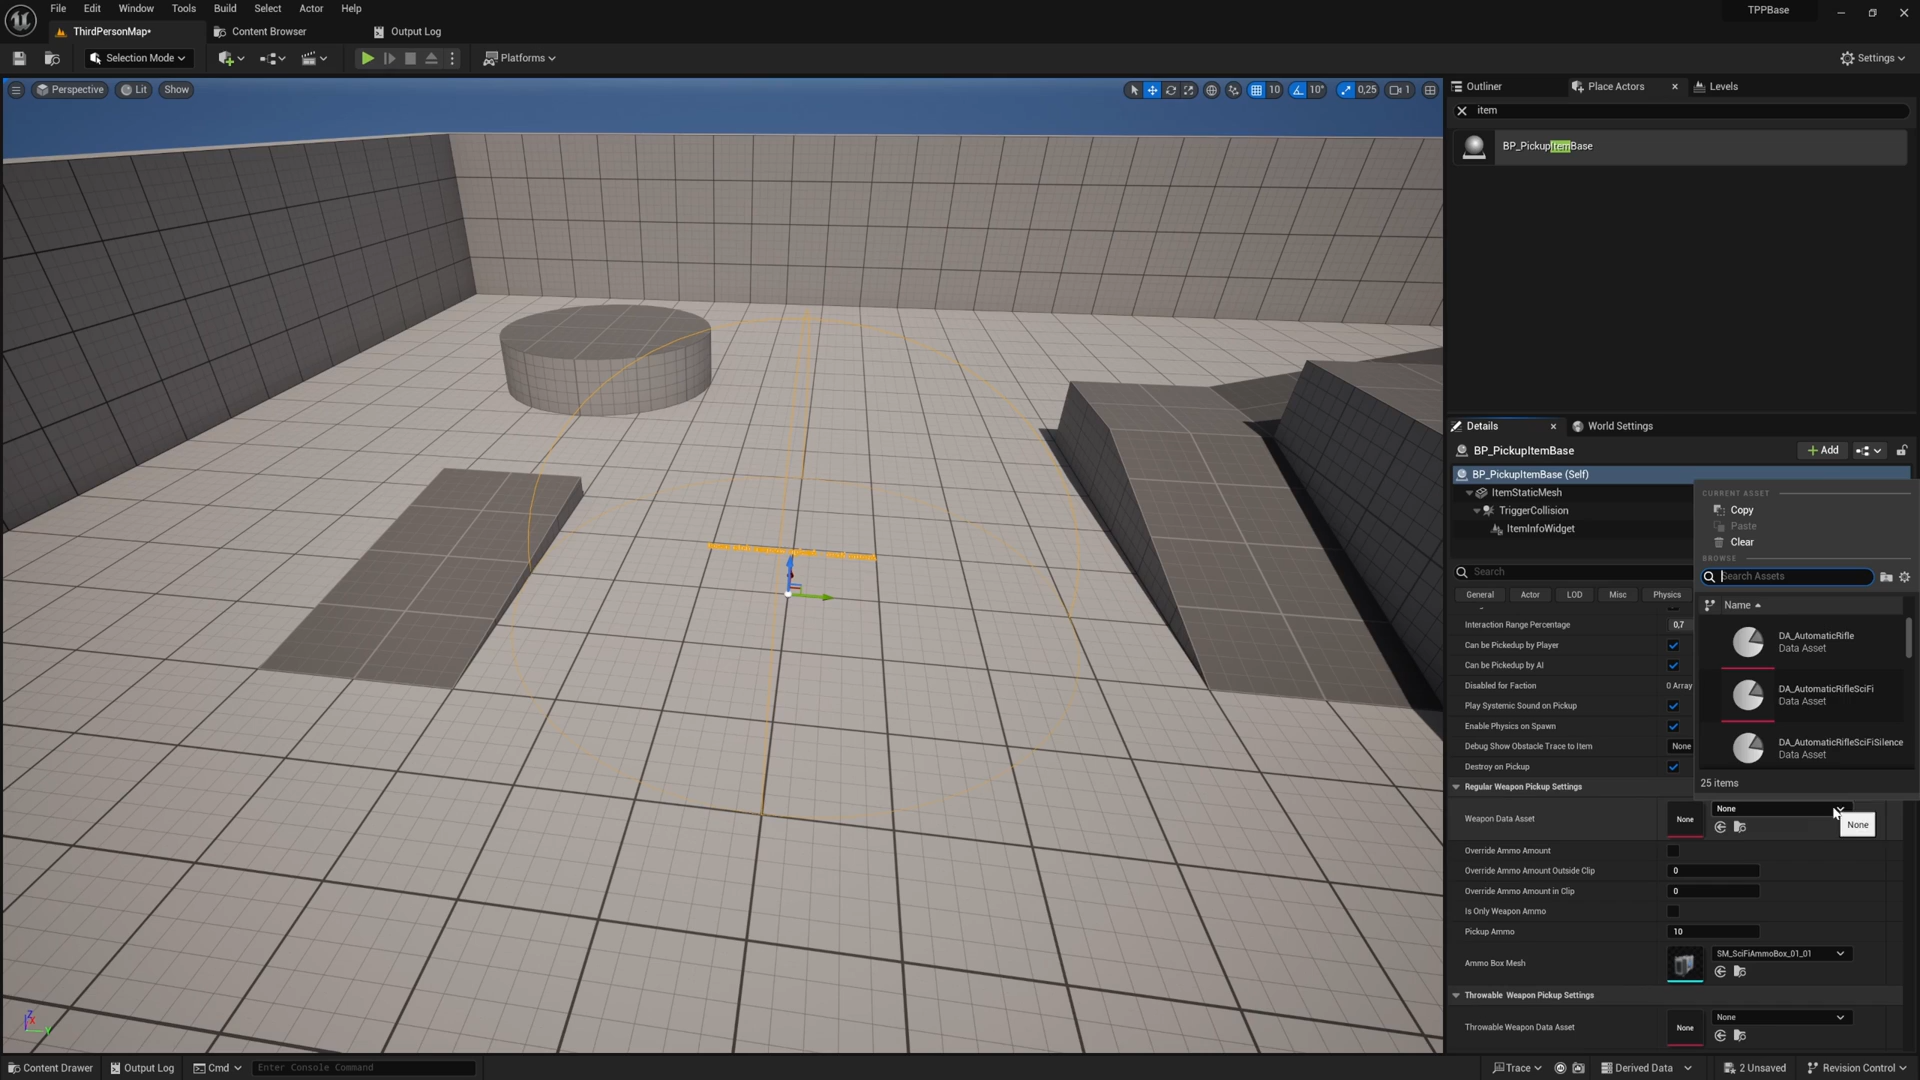 File Edit Window Tools Build Select Actor Help
TPPBase
ThirdPersonMap*
Content Browser
Output Log
Selection Mode
Platforms
Settings
Perspective
Lit
Show
10
10°
0,25
1
Outliner
Place Actors
Levels
item
BP_PickupItemBase
Details
World Settings
BP_PickupItemBase
Add
BP_PickupItemBase (Self)
ItemStaticMesh
TriggerCollision
ItemInfoWidget
Search
General Actor LOD Misc Physics
Interaction Range Percentage 0,7
Can be Pickedup by Player
Can be Pickedup by AI
Disabled for Faction 0 Array
Play Systemic Sound on Pickup
Enable Physics on Spawn
Debug Show Obstacle Trace to Item None
Destroy on Pickup
CURRENT ASSET
Copy
Paste
Clear
BROWSE
Search Assets
Name
DA_AutomaticRifle
Data Asset
DA_AutomaticRifleSciFi
Data Asset
DA_AutomaticRifleSciFiSilence
Data Asset
25 items
Regular Weapon Pickup Settings
Weapon Data Asset None None
None
Override Ammo Amount
Override Ammo Amount Outside Clip 0
Override Ammo Amount in Clip 0
Is Only Weapon Ammo
Pickup Ammo 10
Ammo Box Mesh SM_SciFiAmmoBox_01_01
Throwable Weapon Pickup Settings
Throwable Weapon Data Asset None None
Z
X
Y
Content Drawer
Output Log
Cmd
Enter Console Command
Trace
Derived Data
2 Unsaved
Revision Control